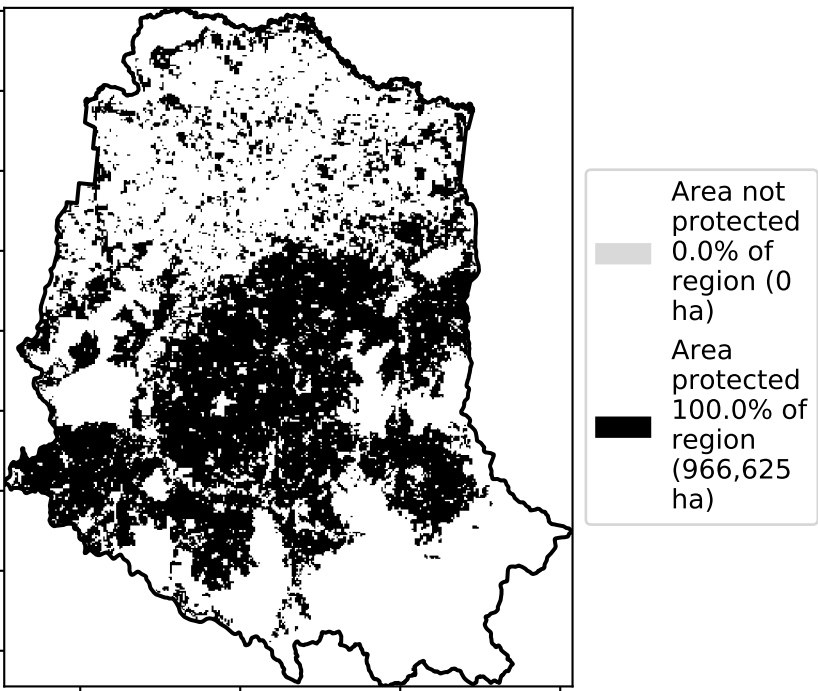 Area not
protected
0.0% of
region (0
ha)
Area
protected
100.0% of
region
(966,625
ha)